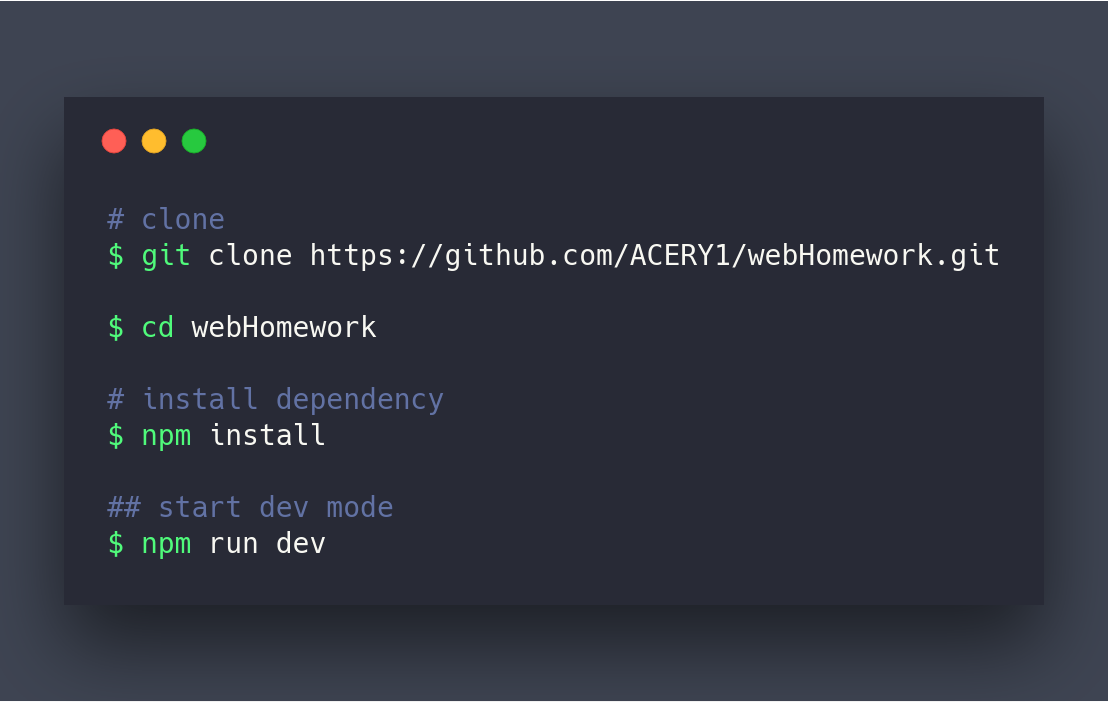 # clone
$ git clone https://github.com/ACERY1/webHomework.git
$ cd webHomework
# install dependency
$ npm install
## start dev mode
$ npm run dev